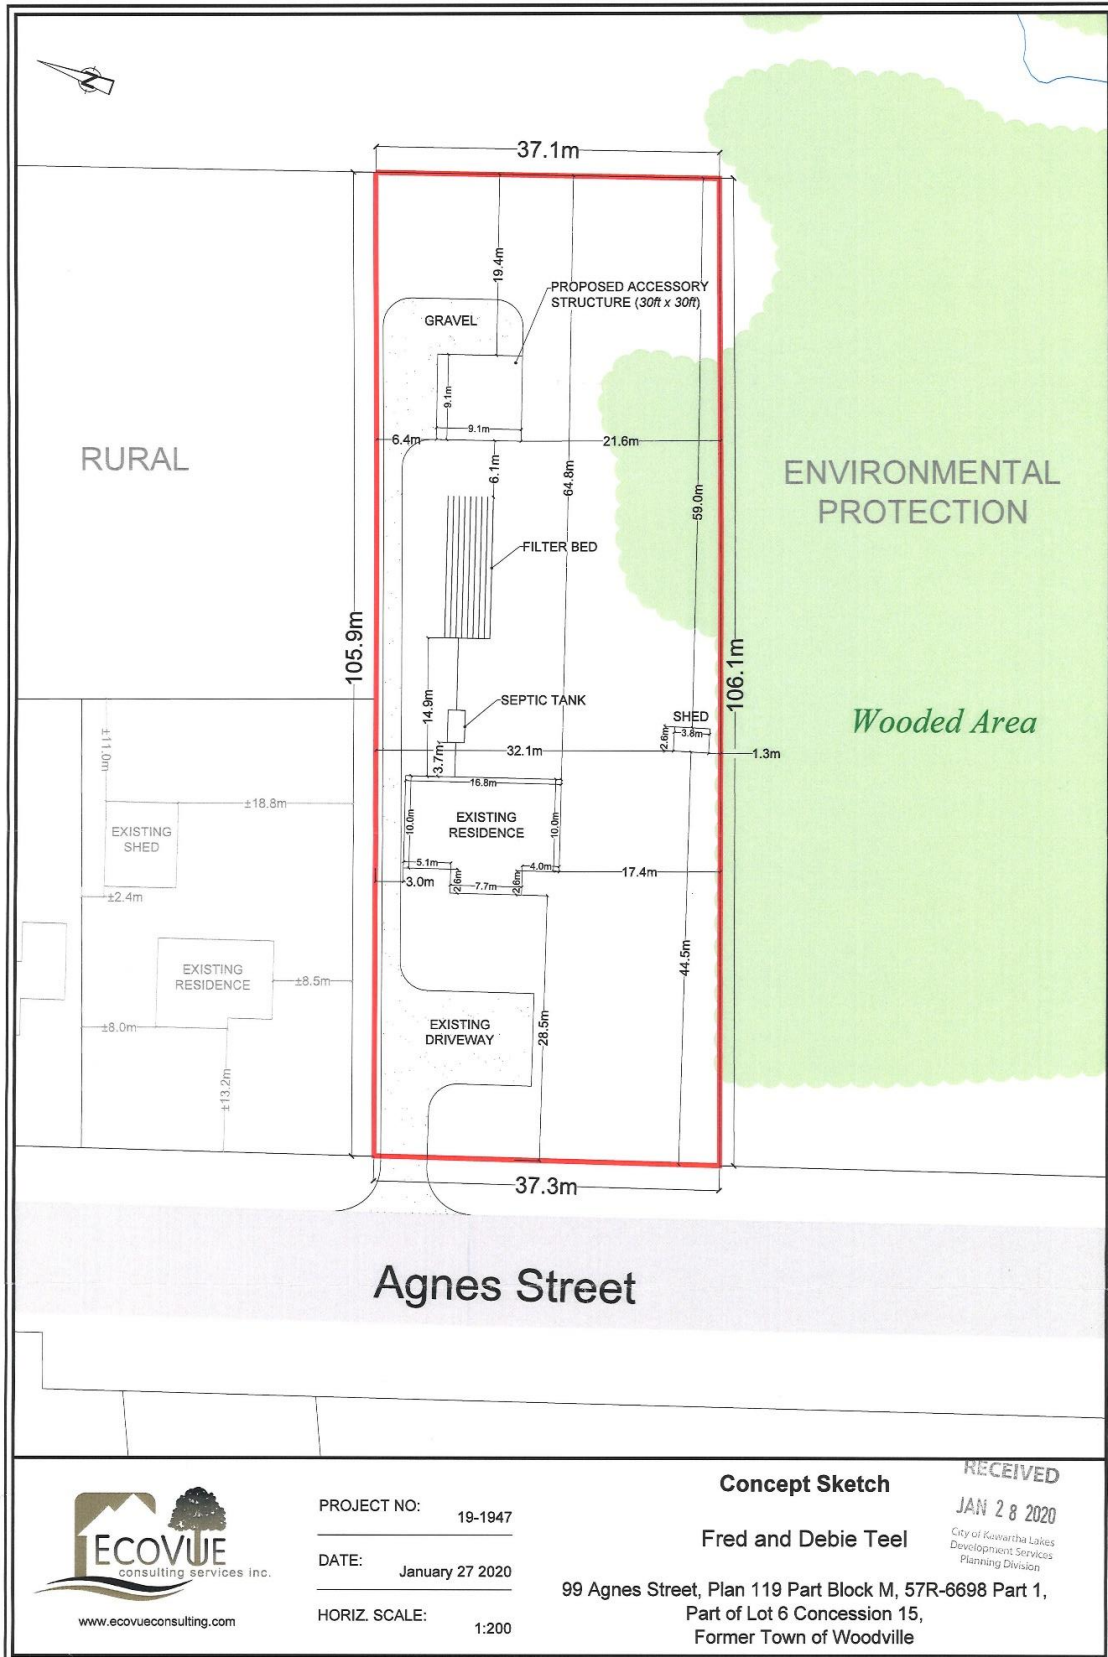 N
37.1m
19.4m
PROPOSED ACCESSORY
STRUCTURE (30ft x 30ft)
GRAVEL
9.1m
9.1m
6.4m
21.6m
RURAL
6.1m
64.8m
59.0m
ENVIRONMENTAL
PROTECTION
FILTER BED
105.9m
106.1m
14.9m
SEPTIC TANK
SHED
Wooded Area
±11.0m
2.6m
3.8m
3.7m
32.1m
1.3m
16.8m
±18.8m
EXISTING
SHED
10.0m
EXISTING
RESIDENCE
10.0m
5.1m
4.0m
17.4m
3.0m
2.6m
7.7m
2.6m
±2.4m
EXISTING
RESIDENCE
±8.5m
44.5m
±8.0m
EXISTING
DRIVEWAY
28.5m
±13.2m
37.3m
Agnes Street
ECOVUE
consulting services inc.
www.ecovueconsulting.com
PROJECT NO: 19-1947
DATE: January 27 2020
HORIZ. SCALE: 1:200
Concept Sketch
Fred and Debie Teel
99 Agnes Street, Plan 119 Part Block M, 57R-6698 Part 1,
Part of Lot 6 Concession 15,
Former Town of Woodville
RECEIVED
JAN 28 2020
City of Kawartha Lakes
Development Services
Planning Division